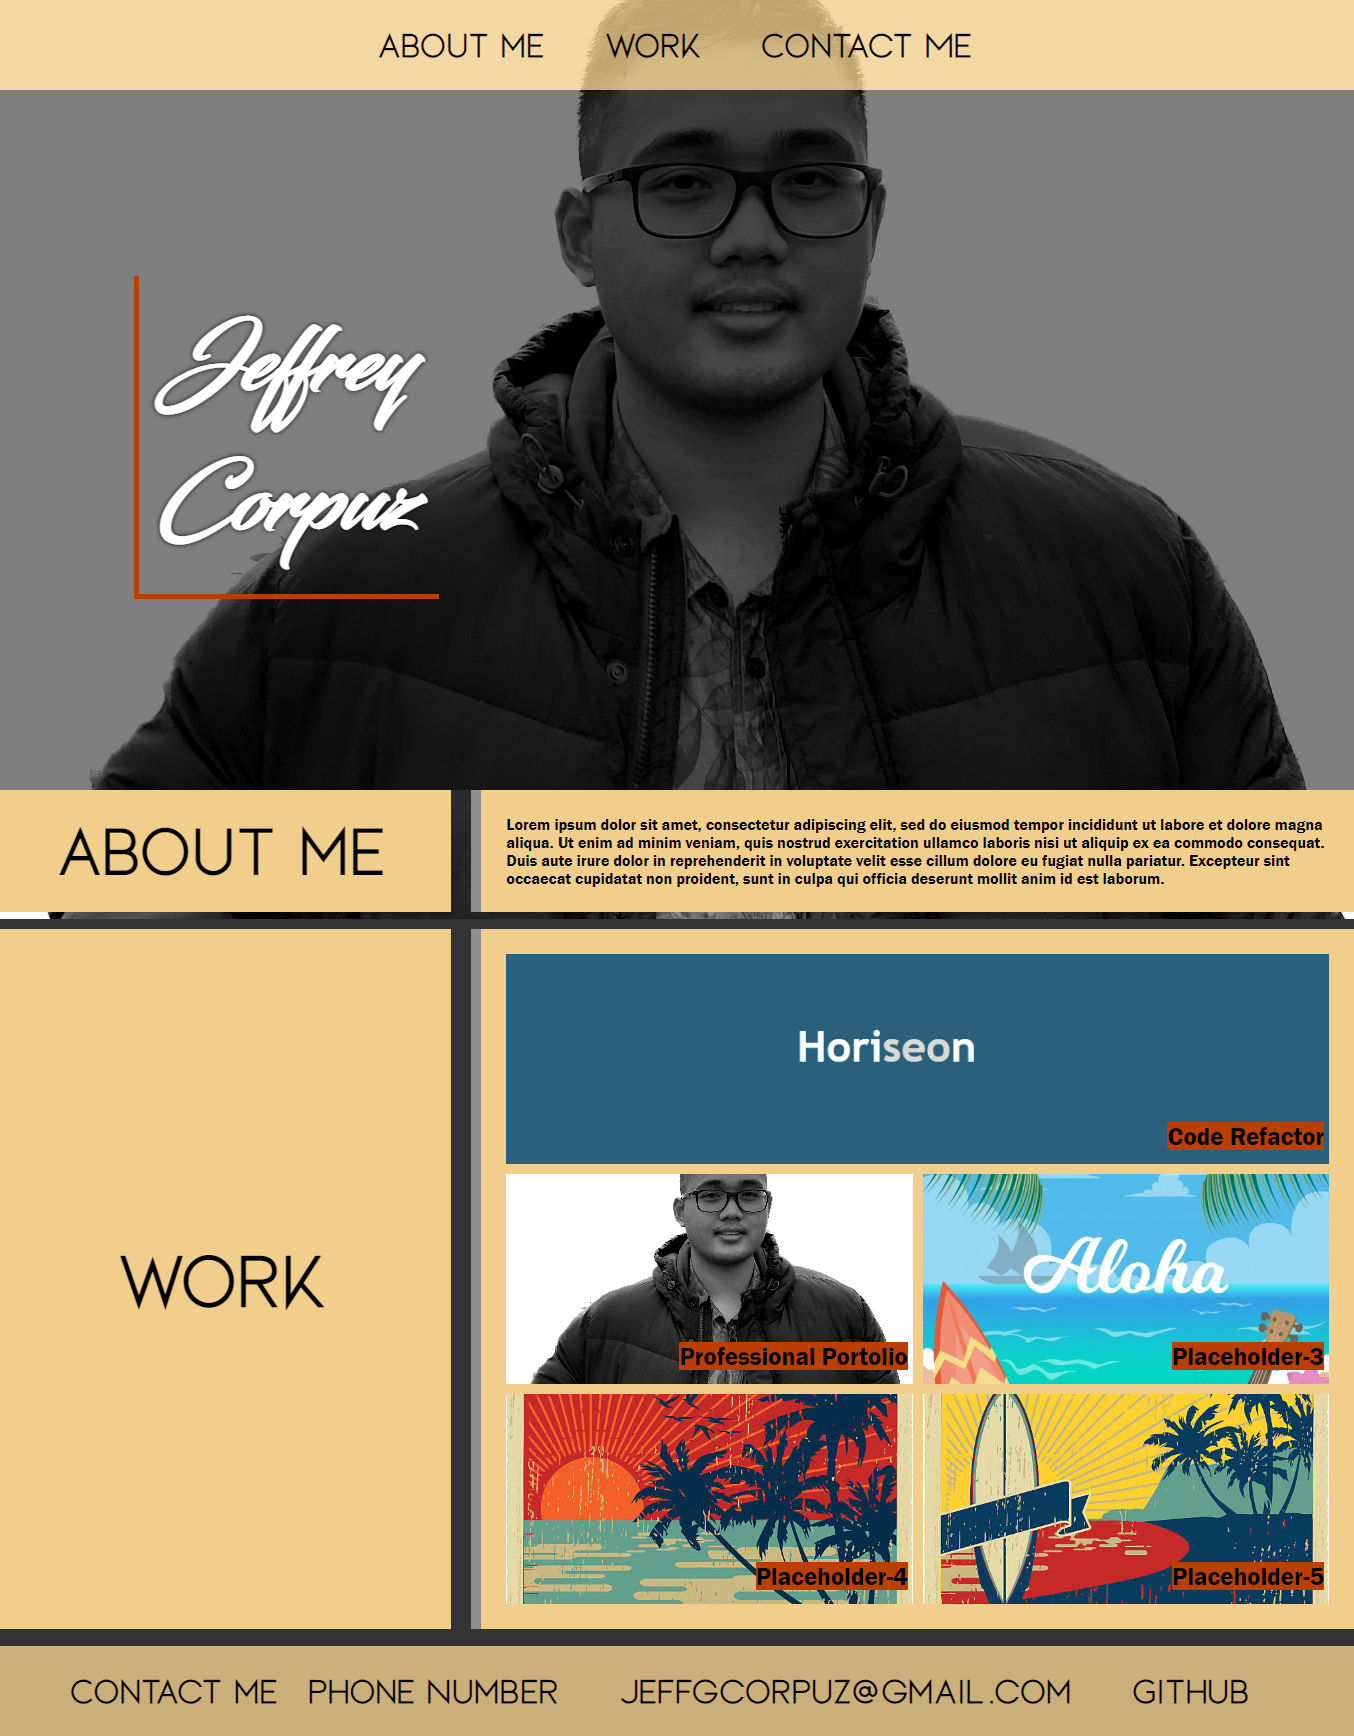 ABOUT ME WORK CONTACT ME
Jeffrey
Corpuz
ABOUT ME
Lorem ipsum dolor sit amet, consectetur adipiscing elit, sed do eiusmod tempor incididunt ut labore et dolore magna
aliqua. Ut enim ad minim veniam, quis nostrud exercitation ullamco laboris nisi ut aliquip ex ea commodo consequat.
Duis aute irure dolor in reprehenderit in voluptate velit esse cillum dolore eu fugiat nulla pariatur. Excepteur sint
occaecat cupidatat non proident, sunt in culpa qui officia deserunt mollit anim id est laborum.
WORK
Horiseon
Code Refactor
Professional Portolio
Aloha
Placeholder-3
Placeholder-4
Placeholder-5
CONTACT ME PHONE NUMBER JEFFGCORPUZ@GMAIL.COM GITHUB